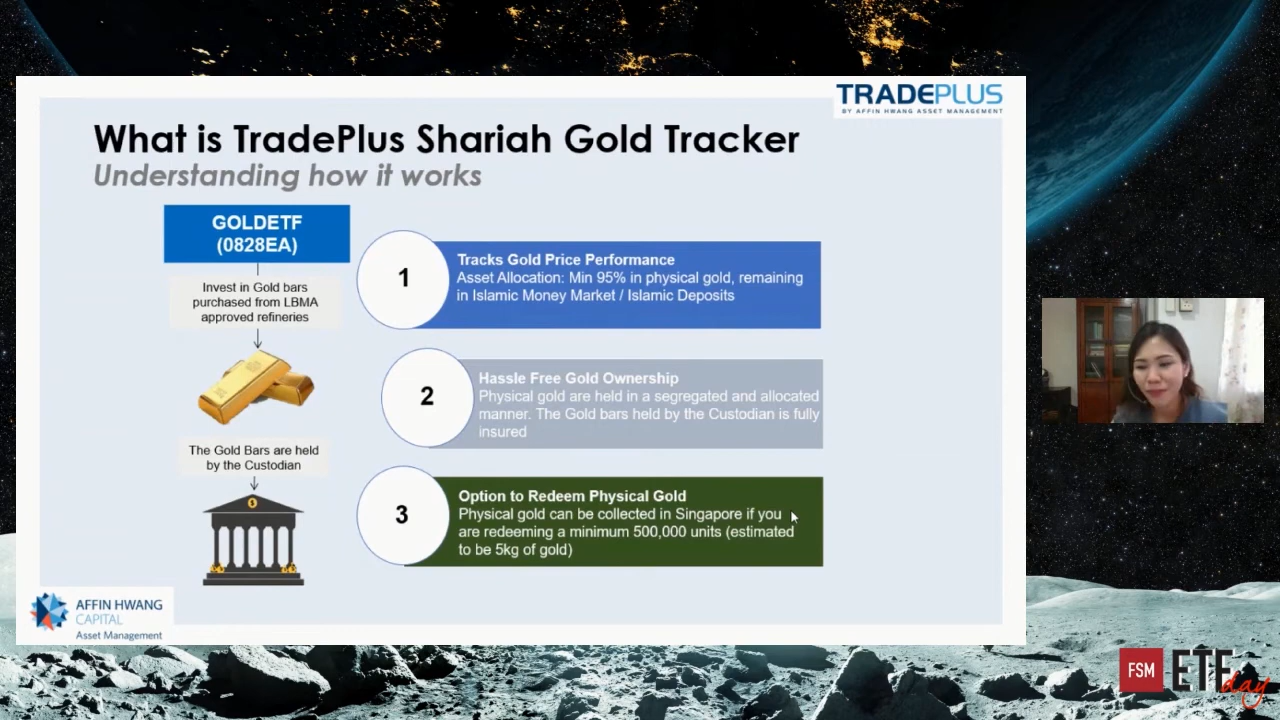 TRADEPLUS
BY AFFIN HWANG ASSET MANAGEMENT
What is TradePlus Shariah Gold Tracker
Understanding how it works
GOLDETF
(0828EA)
Invest in Gold bars
purchased from LBMA
approved refineries
The Gold Bars are held
by the Custodian
1
Tracks Gold Price Performance
Asset Allocation: Min 95% in physical gold, remaining
in Islamic Money Market / Islamic Deposits
2
Hassle Free Gold Ownership
Physical gold are held in a segregated and allocated
manner. The Gold bars held by the Custodian is fully
insured
3
Option to Redeem Physical Gold
Physical gold can be collected in Singapore if you
are redeeming a minimum 500,000 units (estimated
to be 5kg of gold)
AFFIN HWANG
CAPITAL
Asset Management
FSM ETF day